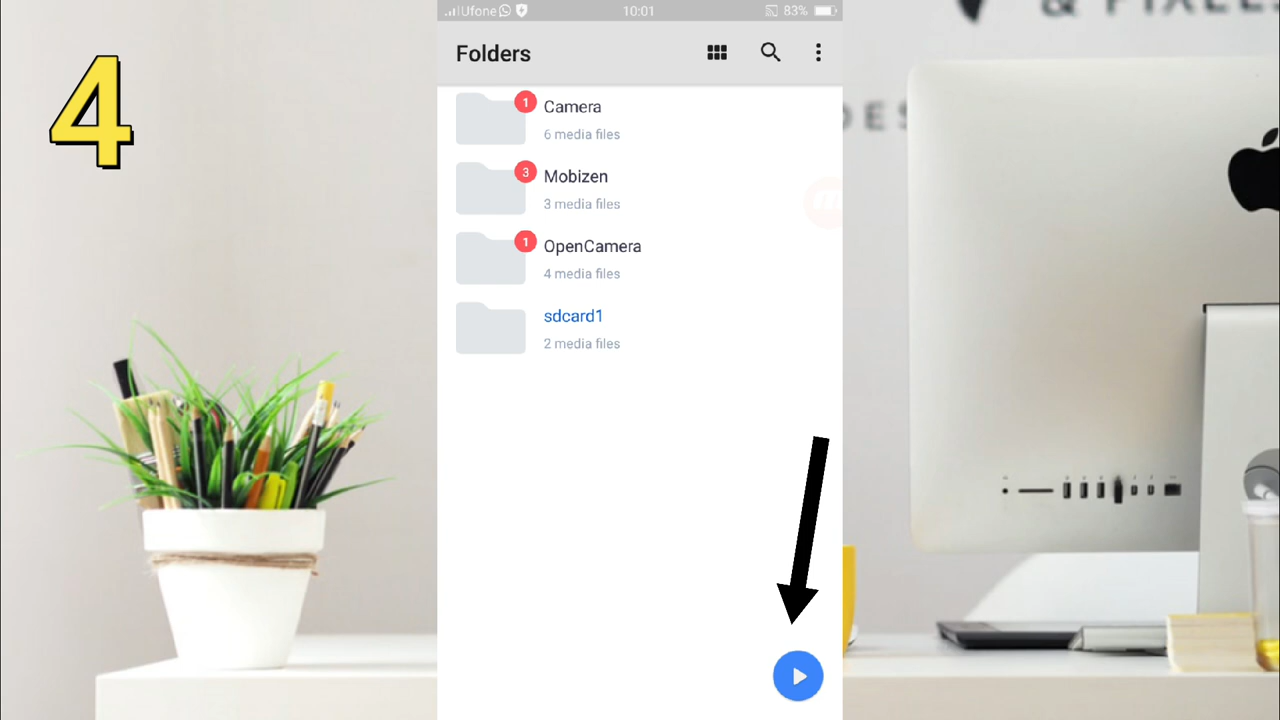 4
Ufone 10:01 83%
Folders
1 Camera
6 media files
3 Mobizen
3 media files
1 OpenCamera
4 media files
sdcard1
2 media files
&
DES